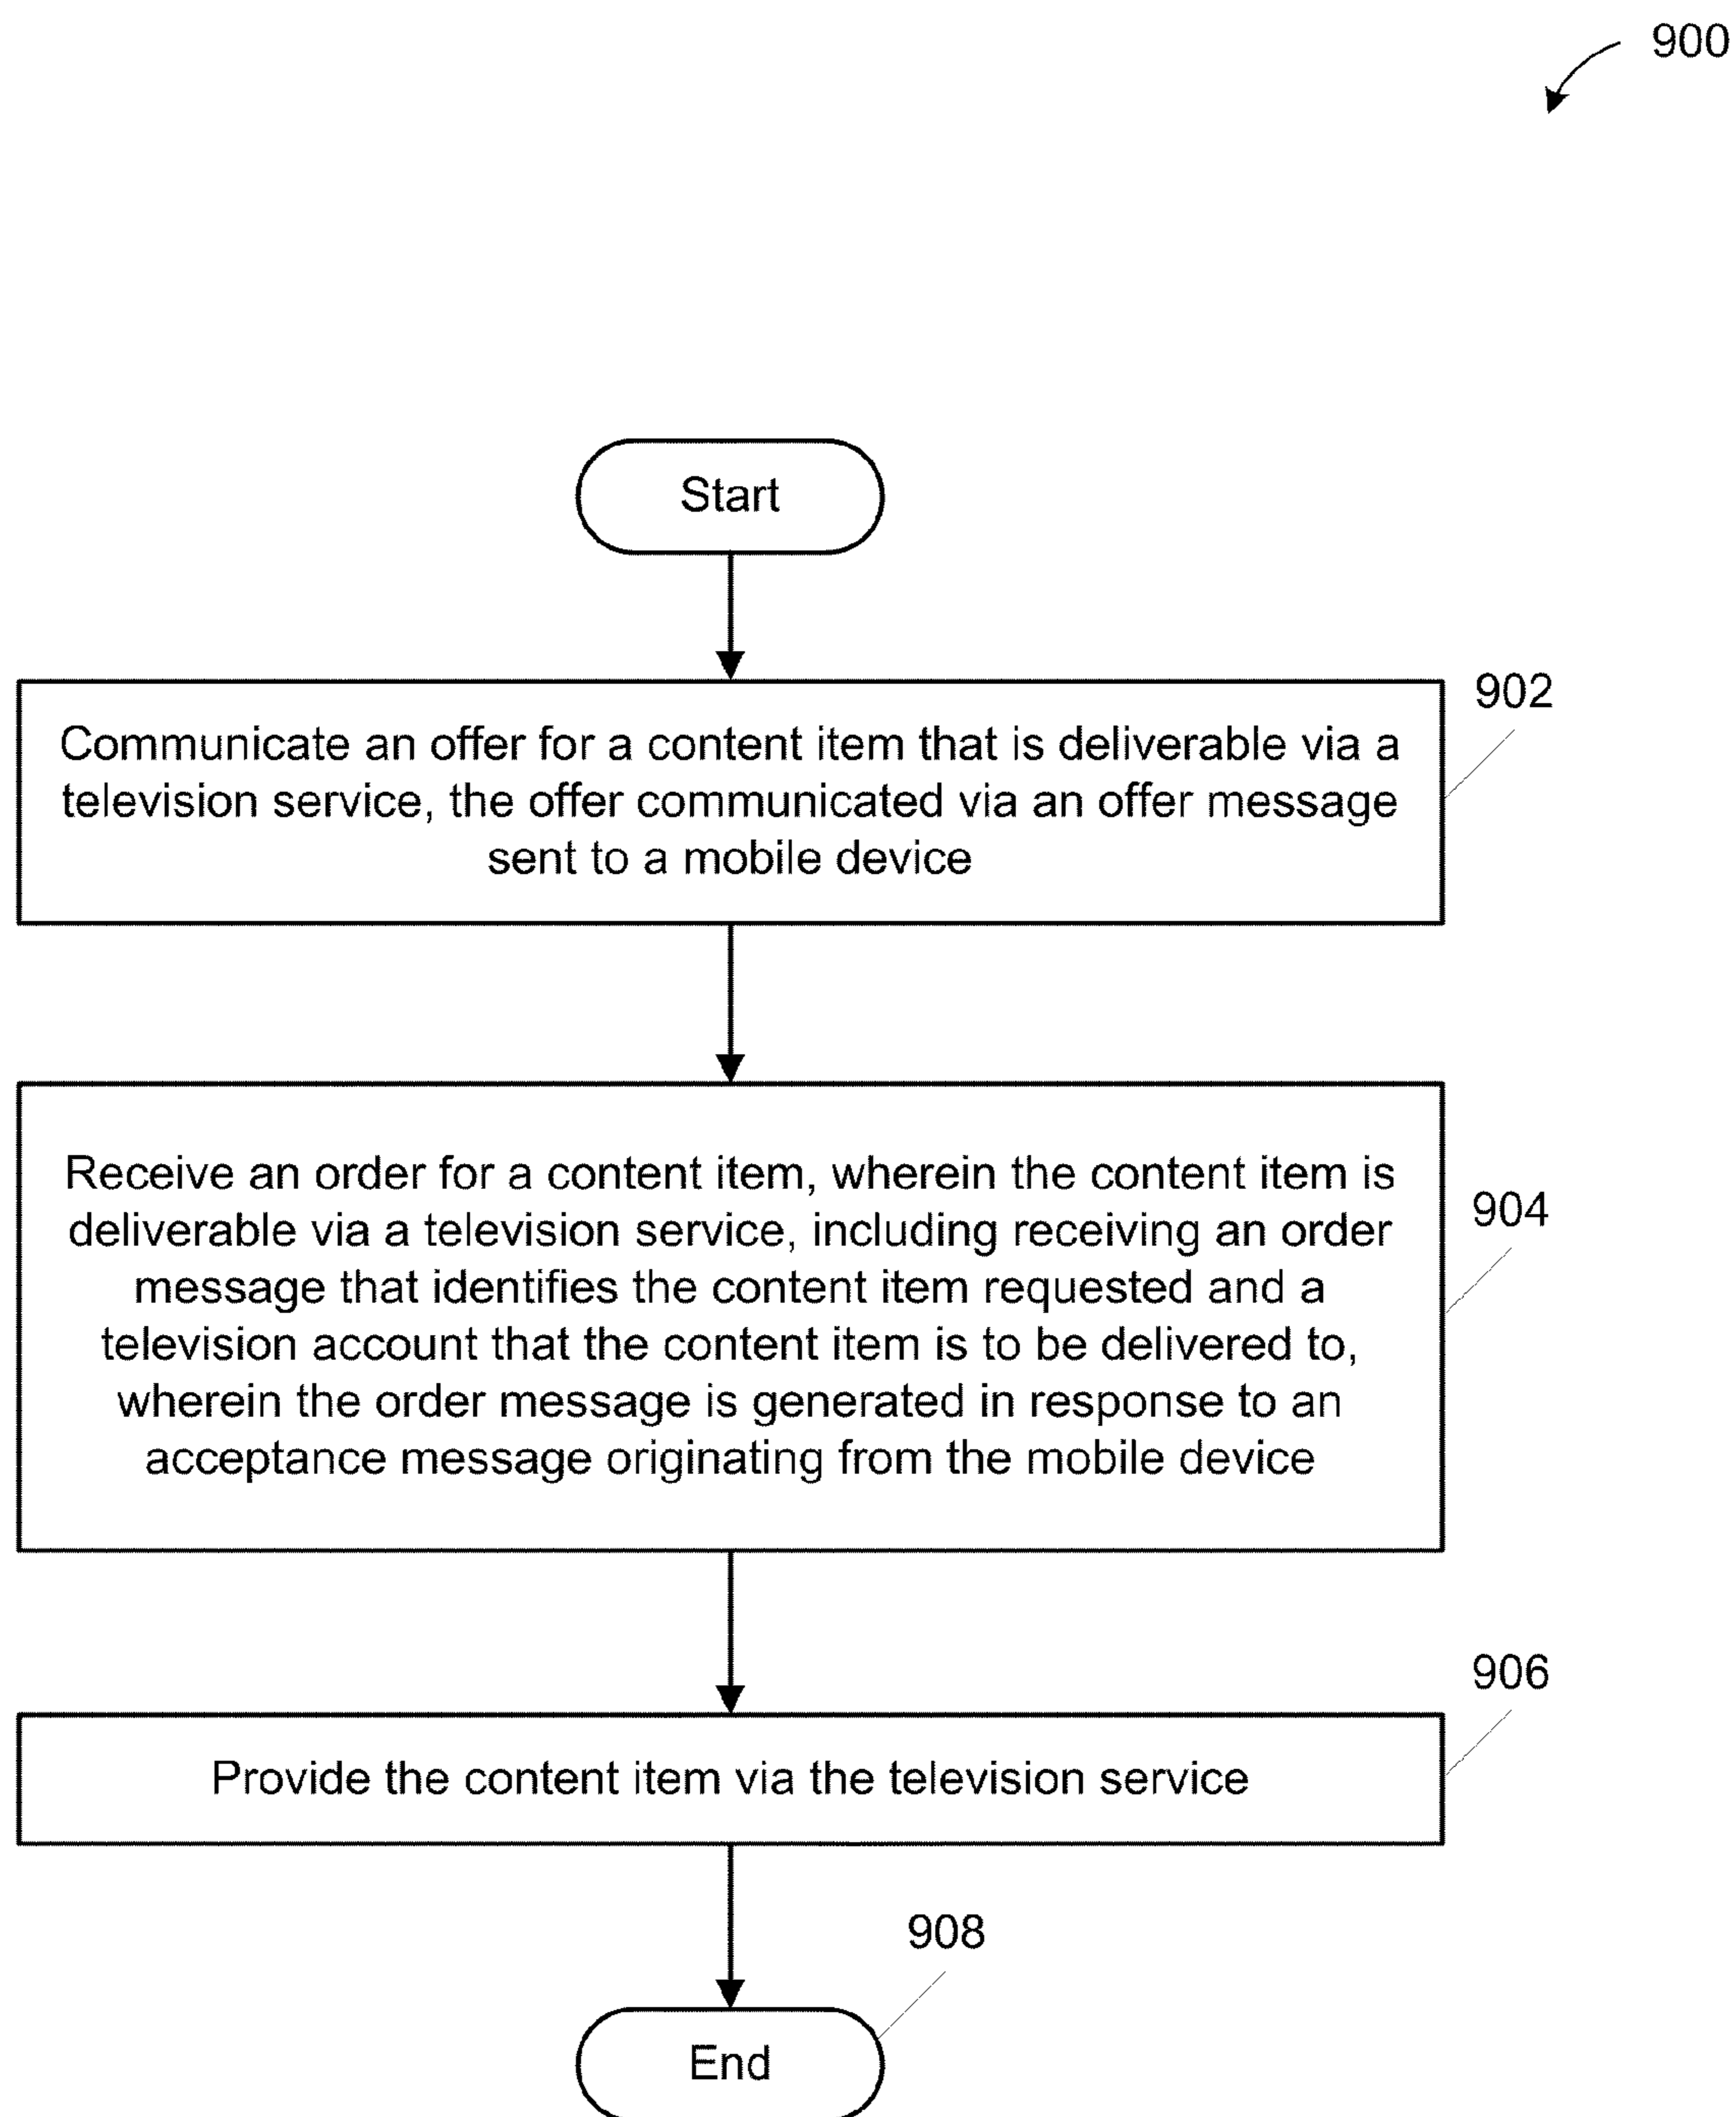 900
Start
902
Communicate an offer for a content item that is deliverable via a
television service, the offer communicated via an offer message
sent to a mobile device
Receive an order for a content item, wherein the content item is
deliverable via a television service, including receiving an order
904
message that identifies the content item requested and a
television account that the content item is to be delivered to,
wherein the order message is generated in response to an
acceptance message originating from the mobile device
906
Provide the content item via the television service
908
End